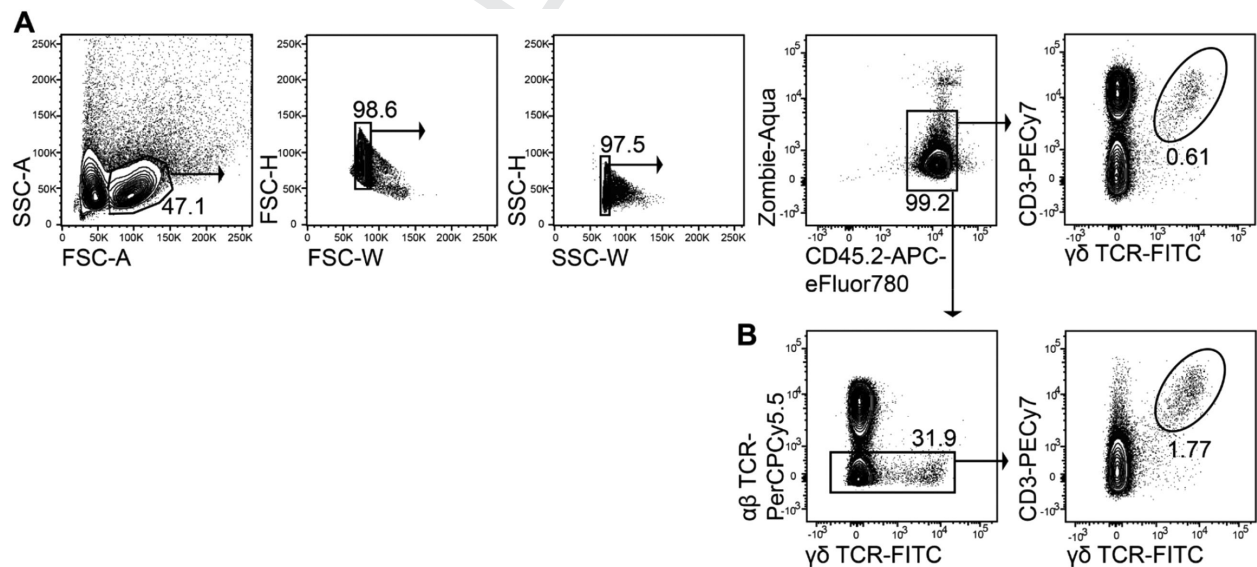 A
250K
200K
150K
100K
50K
0
SSC-A
47.1
0 50K 100K 150K 200K 250K
FSC-A
250K
200K
150K
100K
50K
0
FSC-H
98.6
0 50K 100K 150K 200K 250K
FSC-W
250K
200K
150K
100K
50K
0
SSC-H
97.5
0 50K 100K 150K 200K 250K
SSC-W
10^5
10^4
10^3
0
-10^3
Zombie-Aqua
99.2
-10^3 0 10^3 10^4 10^5
CD45.2-APC-
eFluor780
10^5
10^4
10^3
0
-10^3
CD3-PECy7
0.61
-10^3 0 10^3 10^4 10^5
γδ TCR-FITC
B
10^5
10^4
10^3
0
-10^3
αβ TCR-
PerCPCy5.5
31.9
-10^3 0 10^3 10^4 10^5
γδ TCR-FITC
10^5
10^4
10^3
0
-10^3
CD3-PECy7
1.77
-10^3 0 10^3 10^4 10^5
γδ TCR-FITC